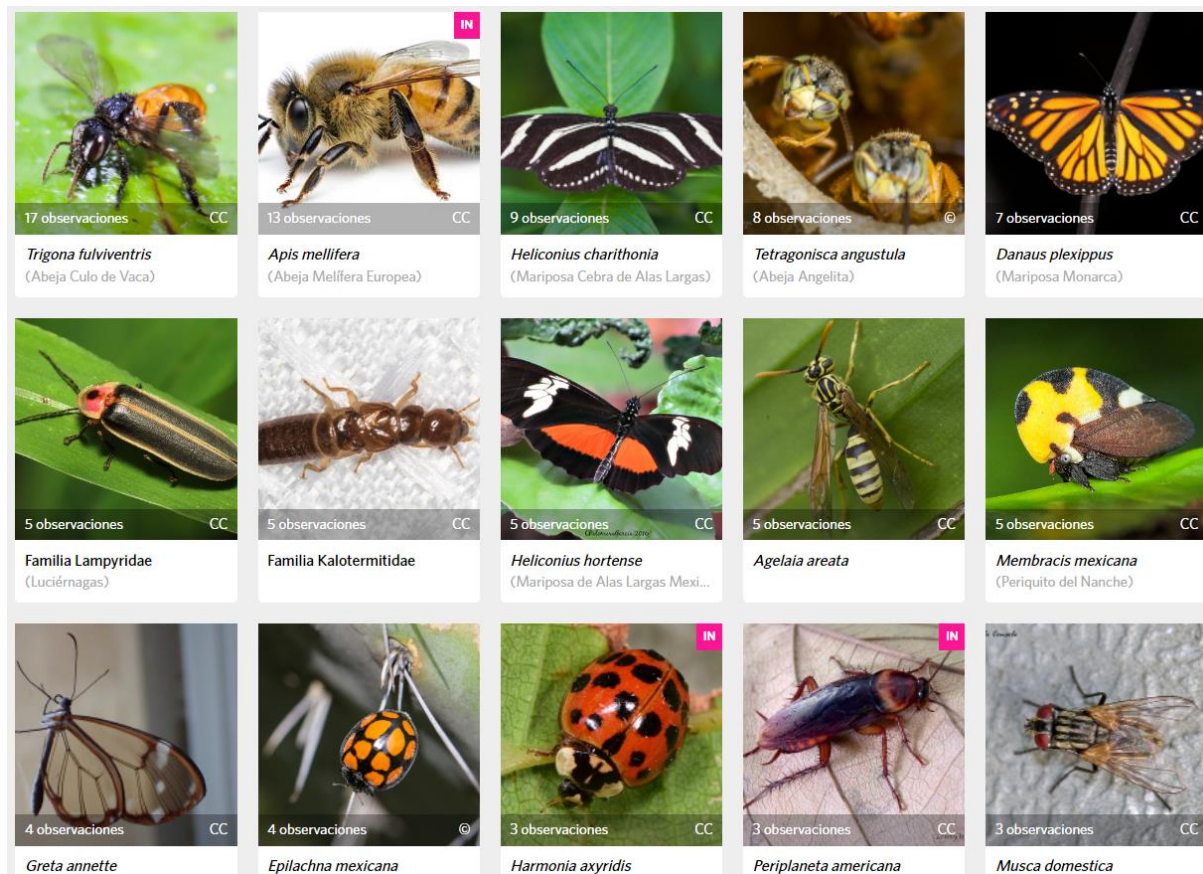 IN
17 observaciones CC
13 observaciones CC
9 observaciones CC
8 observaciones ©
7 observaciones CC
Trigona fulviventris
(Abeja Culo de Vaca)
Apis mellifera
(Abeja Melífera Europea)
Heliconius charithonia
(Mariposa Cebra de Alas Largas)
Tetragonisca angustula
(Abeja Angelita)
Danaus plexippus
(Mariposa Monarca)
5 observaciones CC
5 observaciones CC
5 observaciones CC
5 observaciones CC
5 observaciones CC
Familia Lampyridae
(Luciérnagas)
Familia Kalotermitidae
Heliconius hortense
(Mariposa de Alas Largas Mexi...
Agelaia areata
Membracis mexicana
(Periquito del Nanche)
IN
IN
4 observaciones CC
4 observaciones ©
3 observaciones CC
3 observaciones CC
3 observaciones CC
Greta annette
Epilachna mexicana
Harmonia axyridis
Periplaneta americana
Musca domestica